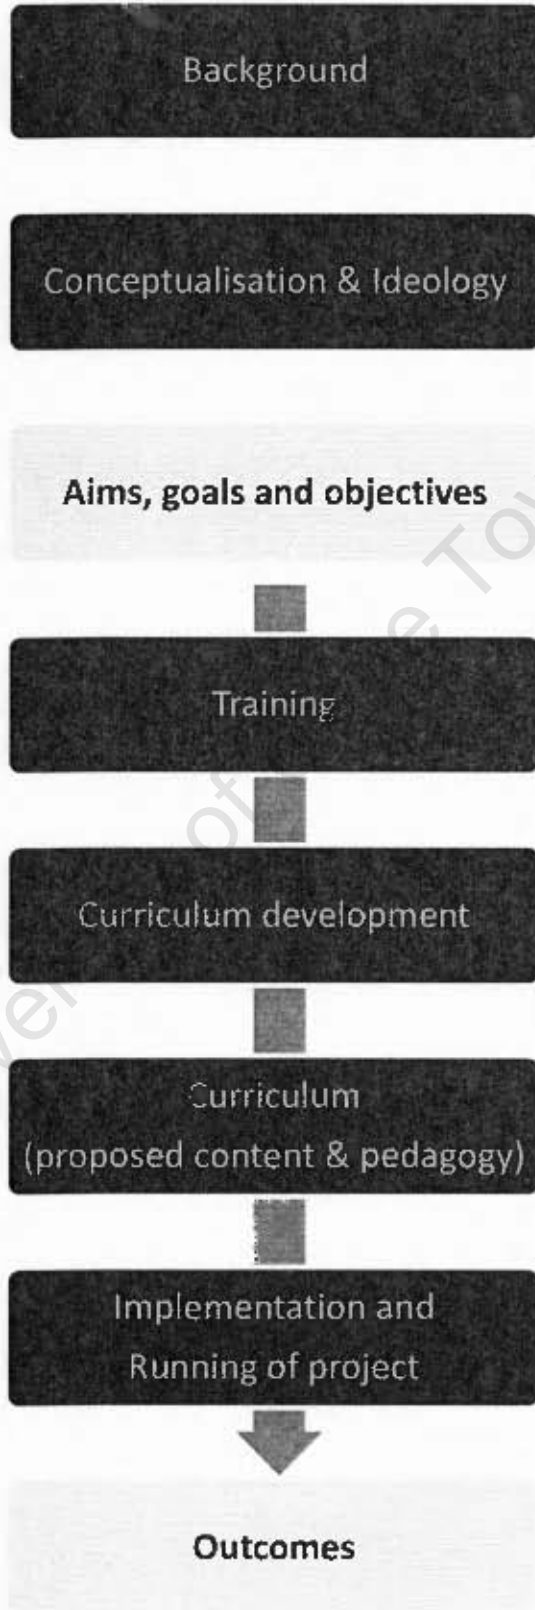 Background
Conceptualisation & Ideology
Aims, goals and objectives
Training
Curriculum development
Curriculum
(proposed content & pedagogy)
Implementation and
Running of project
Outcomes